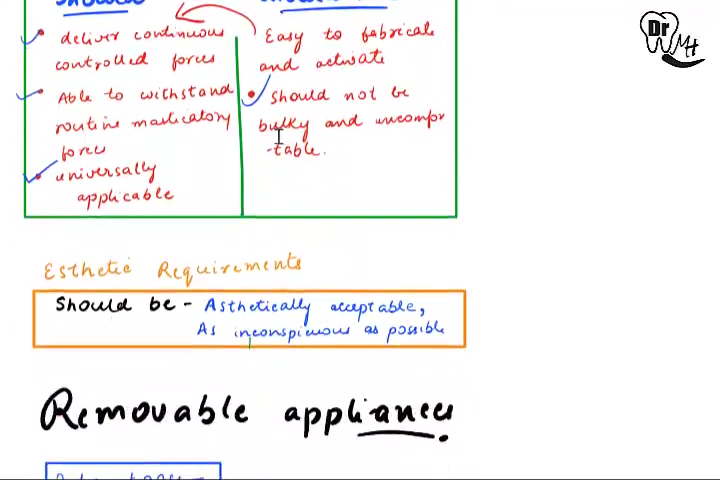 deliver continuous
controlled forces
Able to withstand
routine masticatory
forces
universally
applicable
Easy to fabricate
and activate
Should not be
bulky and uncomfor
-table.
Esthetic Requirements
Should be - Asthetically acceptable,
As inconspicuous as possible
Removable appliances
Dr
MH